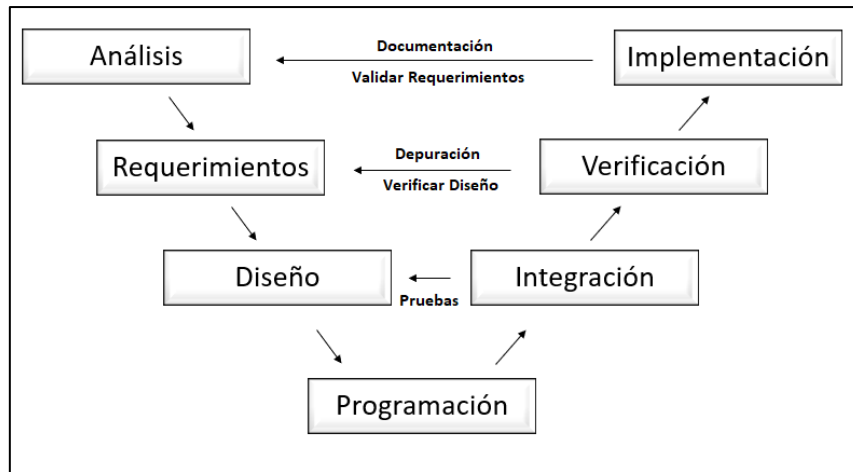 Análisis
Documentación
Validar Requerimientos
Implementación
Requerimientos
Depuración
Verificar Diseño
Verificación
Diseño
Pruebas
Integración
Programación